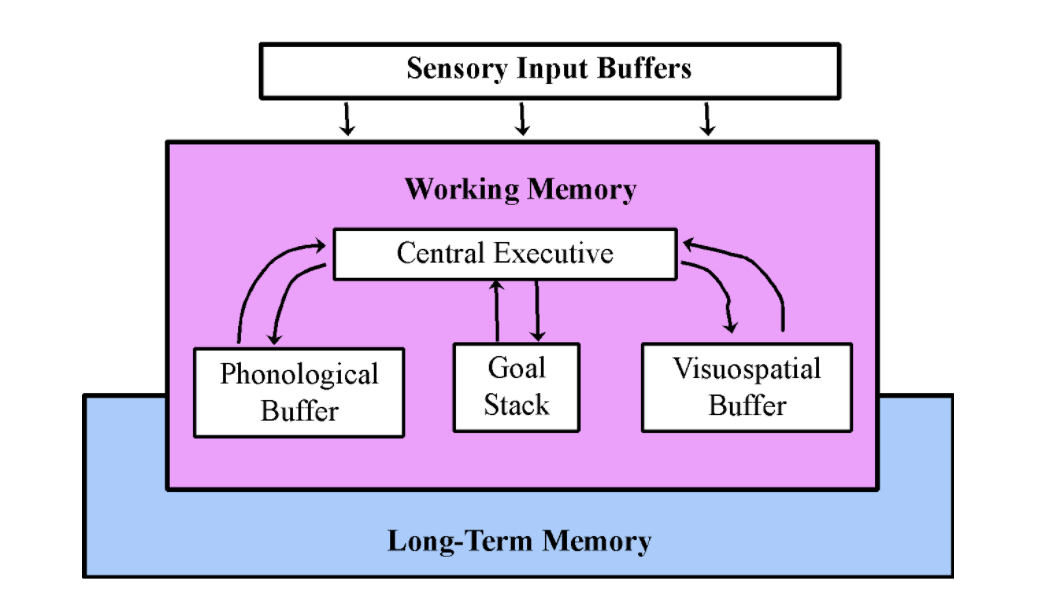 Sensory Input Buffers
Working Memory
Central Executive
Phonological
Buffer
Goal
Stack
Visuospatial
Buffer
Long-Term Memory